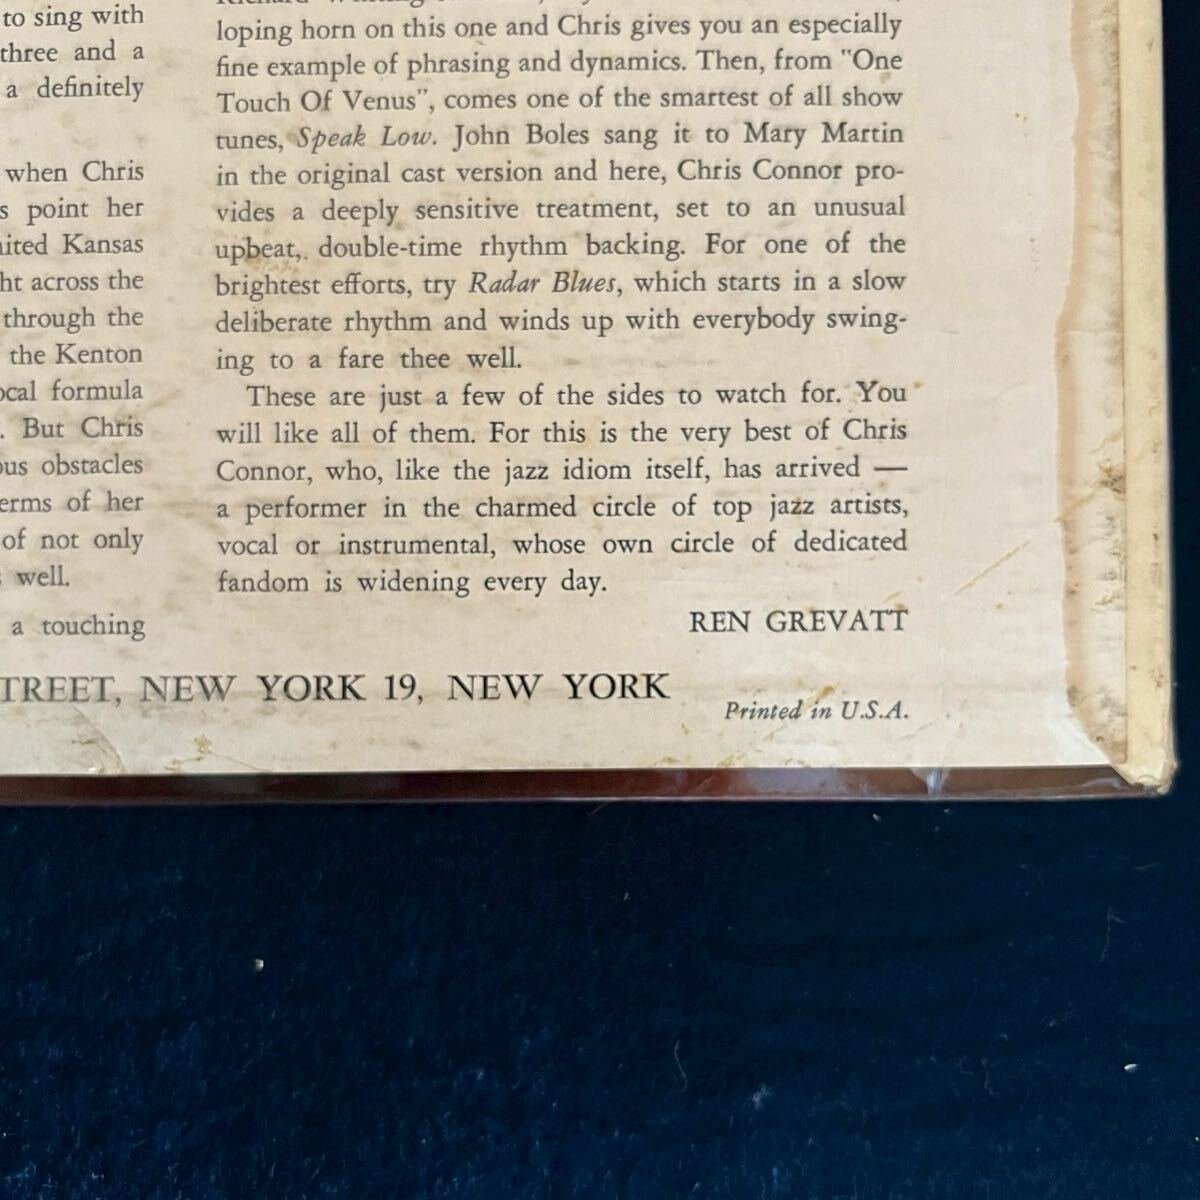 to sing with
three and a
a definitely
when Chris
point her
Kansas
across the
through the
the Kenton
formula
. But Chris
obstacles
of her
of not only
well.
a touching
loping horn on this one and Chris gives you an especially
fine example of phrasing and dynamics. Then, from "One
Touch Of Venus", comes one of the smartest of all show
tunes, Speak Low. John Boles sang it to Mary Martin
in the original cast version and here, Chris Connor pro-
vides a deeply sensitive treatment, set to an unusual
upbeat, double-time rhythm backing. For one of the
brightest efforts, try Radar Blues, which starts in a slow
deliberate rhythm and winds up with everybody swing-
ing to a fare thee well.
These are just a few of the sides to watch for. You
will like all of them. For this is the very best of Chris
Connor, who, like the jazz idiom itself, has arrived —
a performer in the charmed circle of top jazz artists,
vocal or instrumental, whose own circle of dedicated
fandom is widening every day.
REN GREVATT
TREET, NEW YORK 19, NEW YORK
Printed in U.S.A.